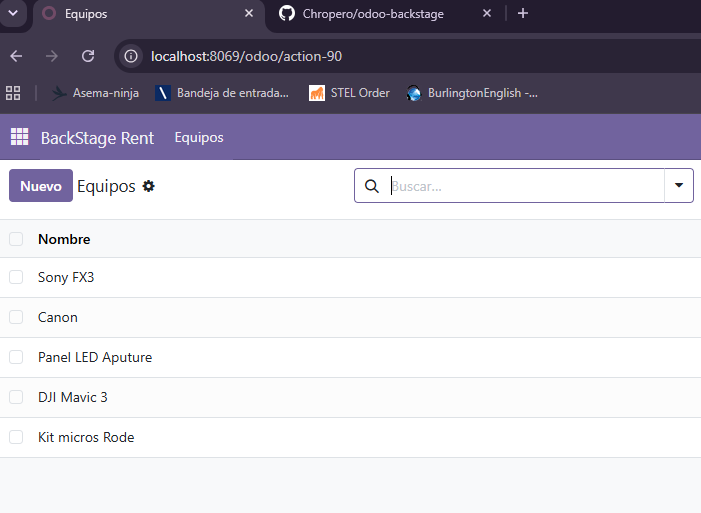 Equipos
Chropero/odoo-backstage
localhost:8069/odoo/action-90
Asema-ninja
Bandeja de entrada...
STEL Order
BurlingtonEnglish -...
BackStage Rent
Equipos
Nuevo
Equipos
Buscar...
Nombre
Sony FX3
Canon
Panel LED Aputure
DJI Mavic 3
Kit micros Rode